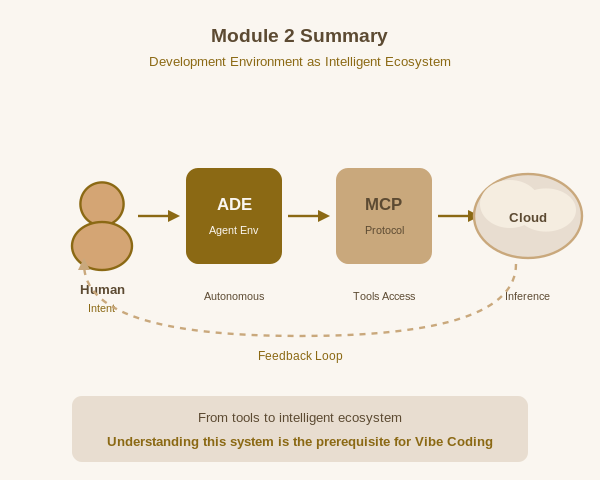 Module 2 Summary
Development Environment as Intelligent Ecosystem
ADE
Agent Env
MCP
Protocol
Cloud
Human
Intent
Autonomous
Tools Access
Inference
Feedback Loop
From tools to intelligent ecosystem
Understanding this system is the prerequisite for Vibe Coding